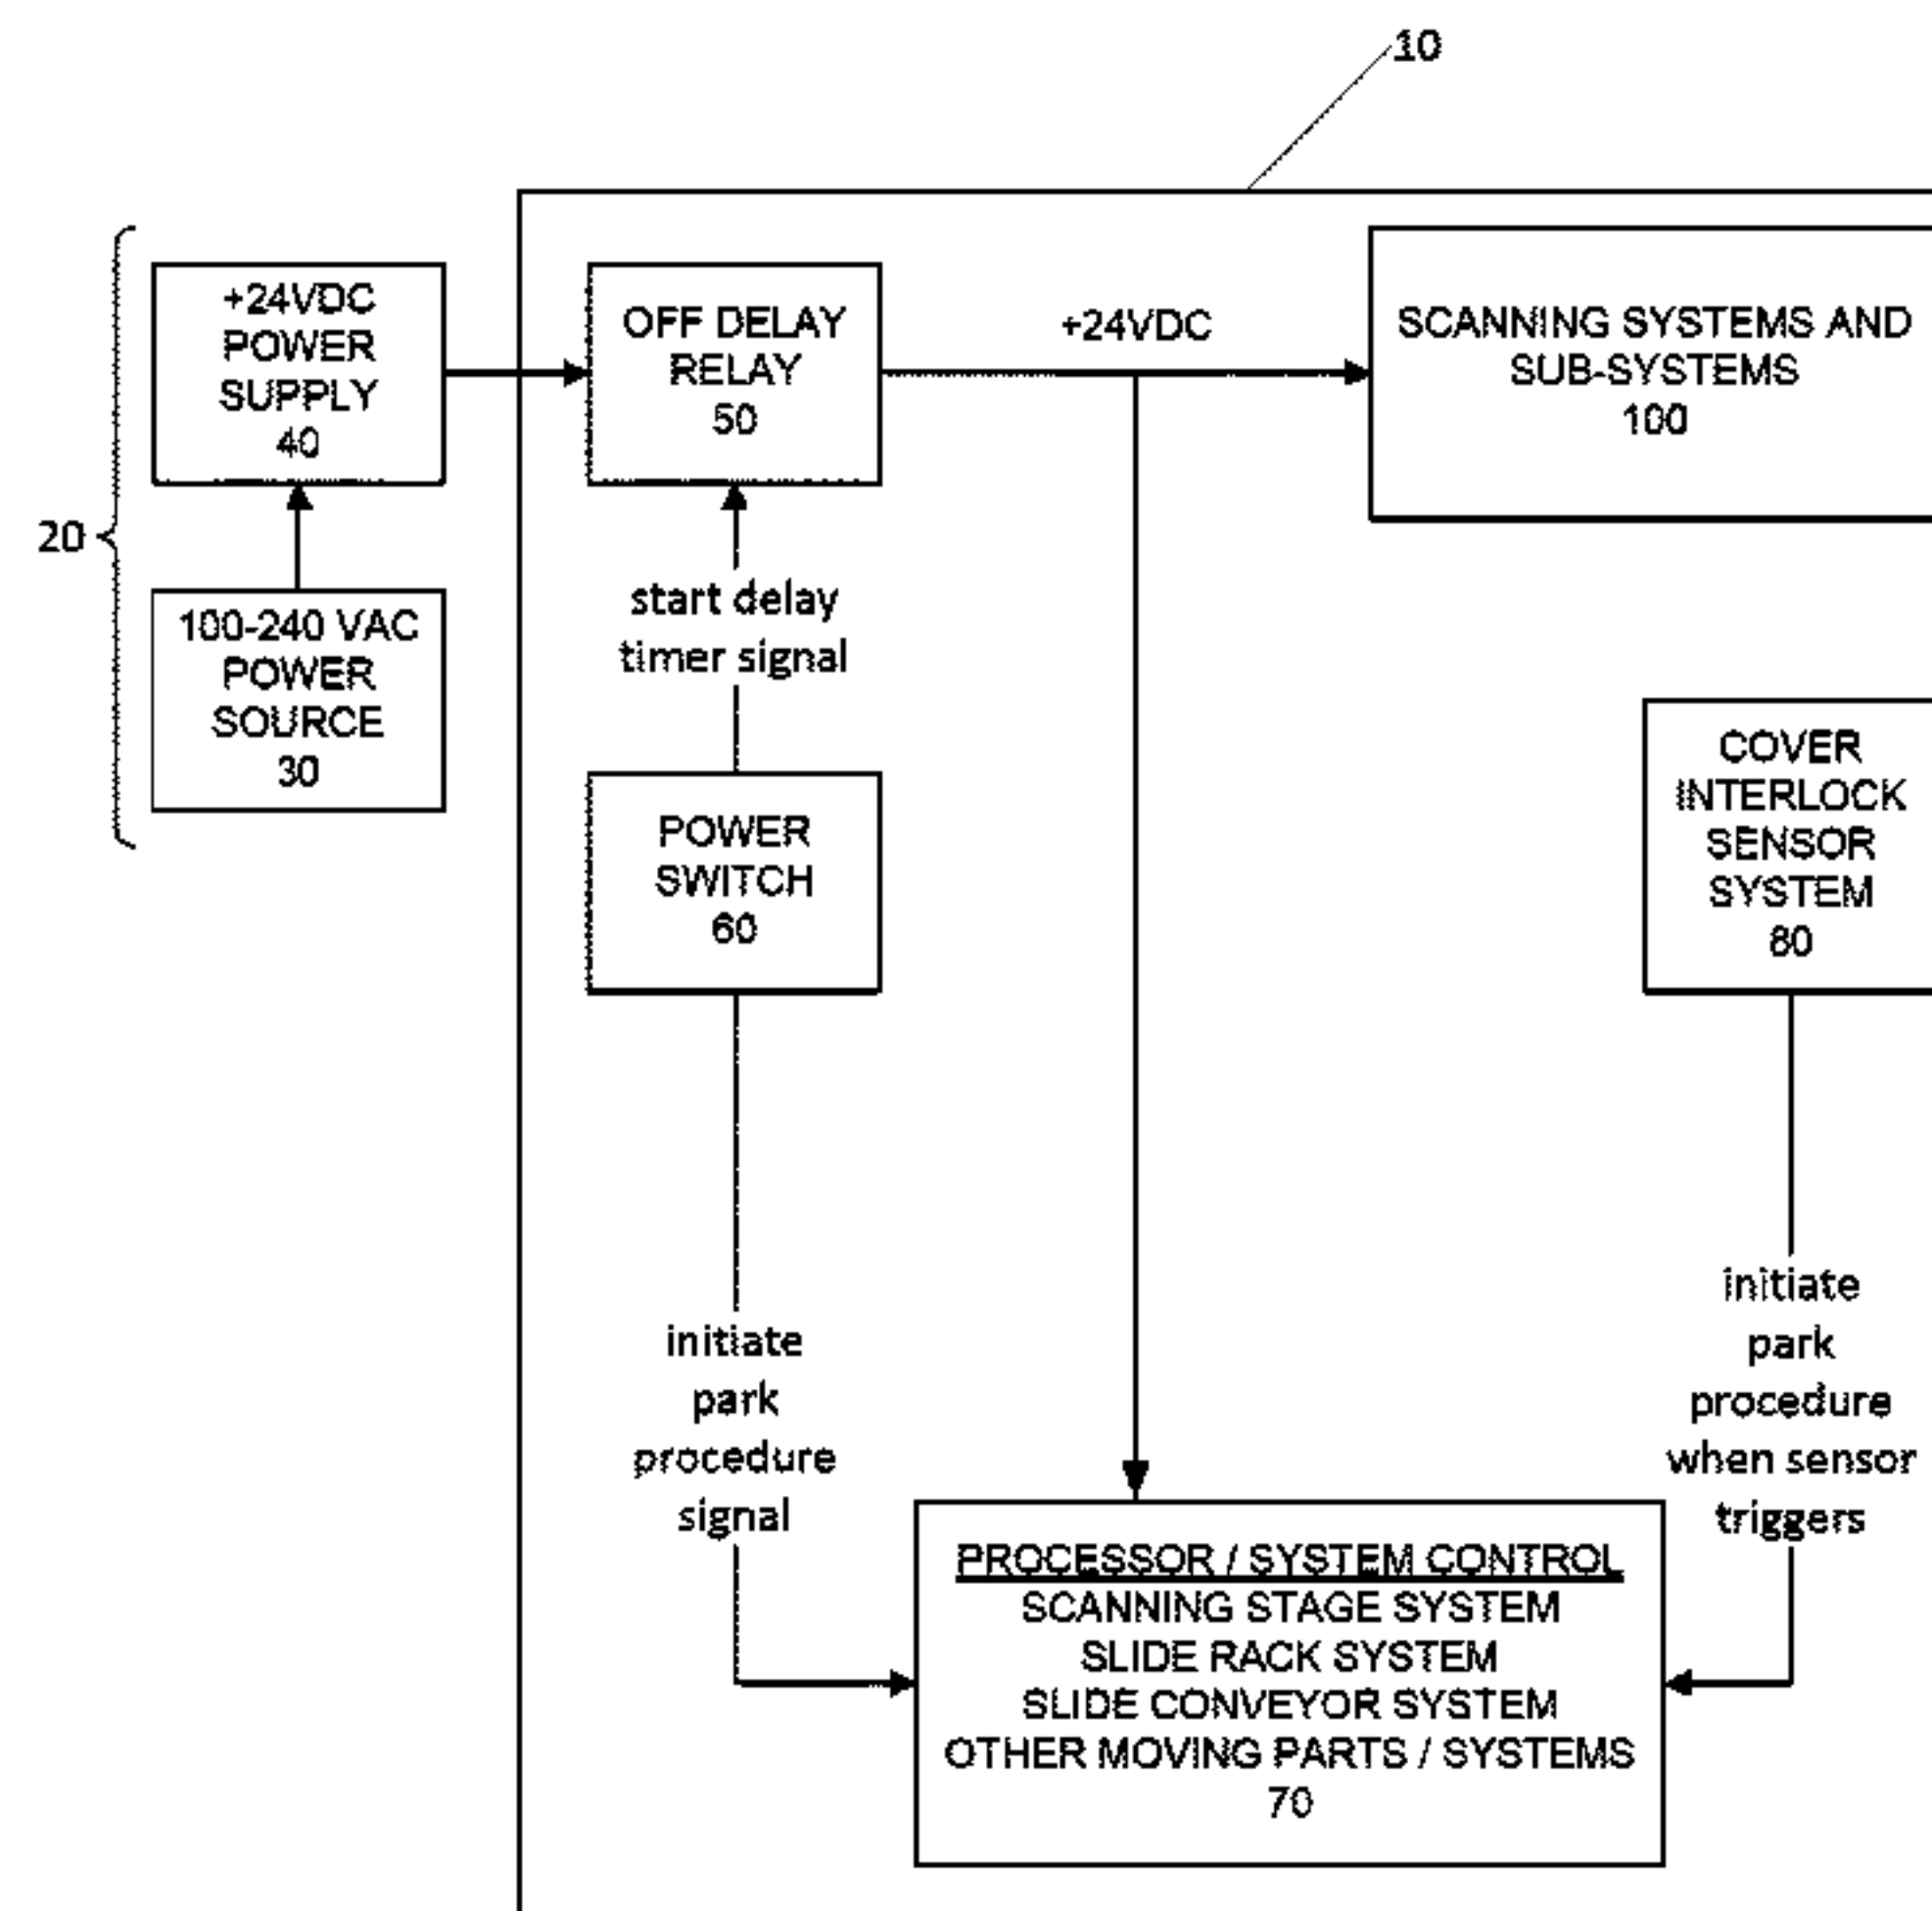 10
+24VDC
POWER
SUPPLY
40
OFF DELAY
RELAY
50
+24VDC
SCANNING SYSTEMS AND
SUB-SYSTEMS
100
20
100-240 VAC
POWER
SOURCE
30
start delay
timer signal
POWER
SWITCH
60
COVER
INTERLOCK
SENSOR
SYSTEM
80
initiate
park
procedure
signal
initiate
park
procedure
when sensor
triggers
PROCESSOR / SYSTEM CONTROL
SCANNING STAGE SYSTEM
SLIDE RACK SYSTEM
SLIDE CONVEYOR SYSTEM
OTHER MOVING PARTS / SYSTEMS
70